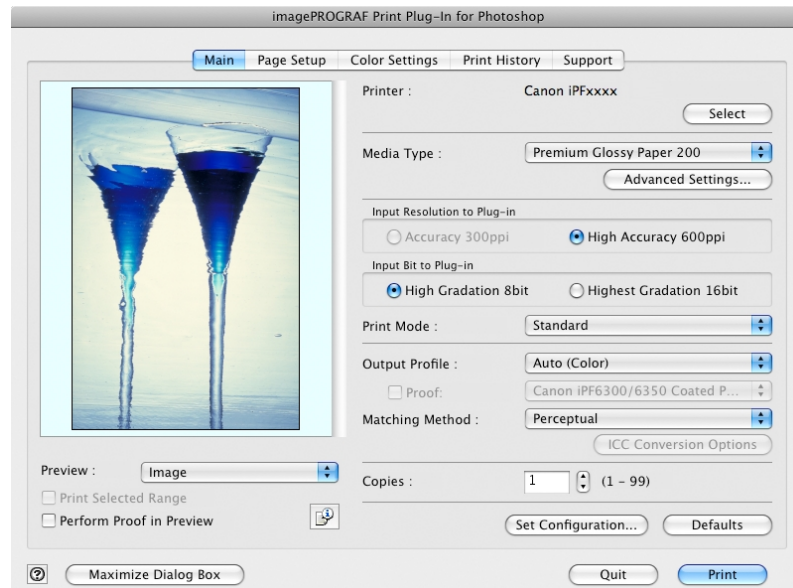 imagePROGRAF Print Plug-In for Photoshop
Main Page Setup Color Settings Print History Support
Printer : Canon iPFxxxx
Select
Media Type : Premium Glossy Paper 200
Advanced Settings...
Input Resolution to Plug-in
Accuracy 300ppi High Accuracy 600ppi
Input Bit to Plug-in
High Gradation 8bit Highest Gradation 16bit
Print Mode : Standard
Output Profile : Auto (Color)
Proof: Canon iPF6300/6350 Coated P...
Matching Method : Perceptual
ICC Conversion Options
Preview : Image
Print Selected Range
Perform Proof in Preview
Copies : 1 (1 - 99)
Set Configuration... Defaults
? Maximize Dialog Box Quit Print